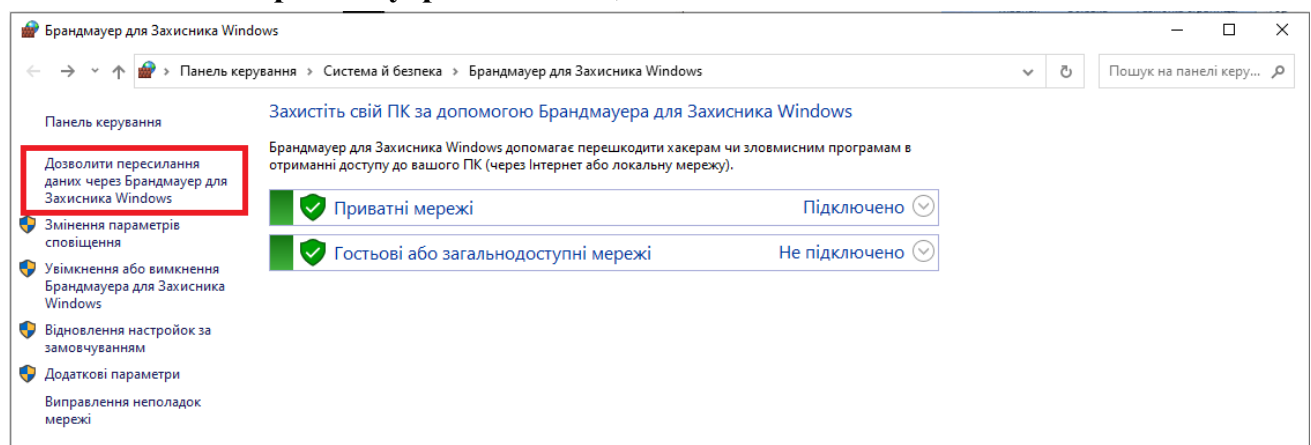 Брандмауер для Захисника Windows
Панель керування › Система й безпека › Брандмауер для Захисника Windows
Пошук на панелі керу...
Панель керування
Дозволити пересилання
даних через Брандмауер для
Захисника Windows
Змінення параметрів
сповіщення
Увімкнення або вимкнення
Брандмауера для Захисника
Windows
Відновлення настройок за
замовчуванням
Додаткові параметри
Виправлення неполадок
мережі
Захистіть свій ПК за допомогою Брандмауера для Захисника Windows
Брандмауер для Захисника Windows допомагає перешкодити хакерам чи зловмисним програмам в
отриманні доступу до вашого ПК (через Інтернет або локальну мережу).
Приватні мережі Підключено
Гостьові або загальнодоступні мережі Не підключено